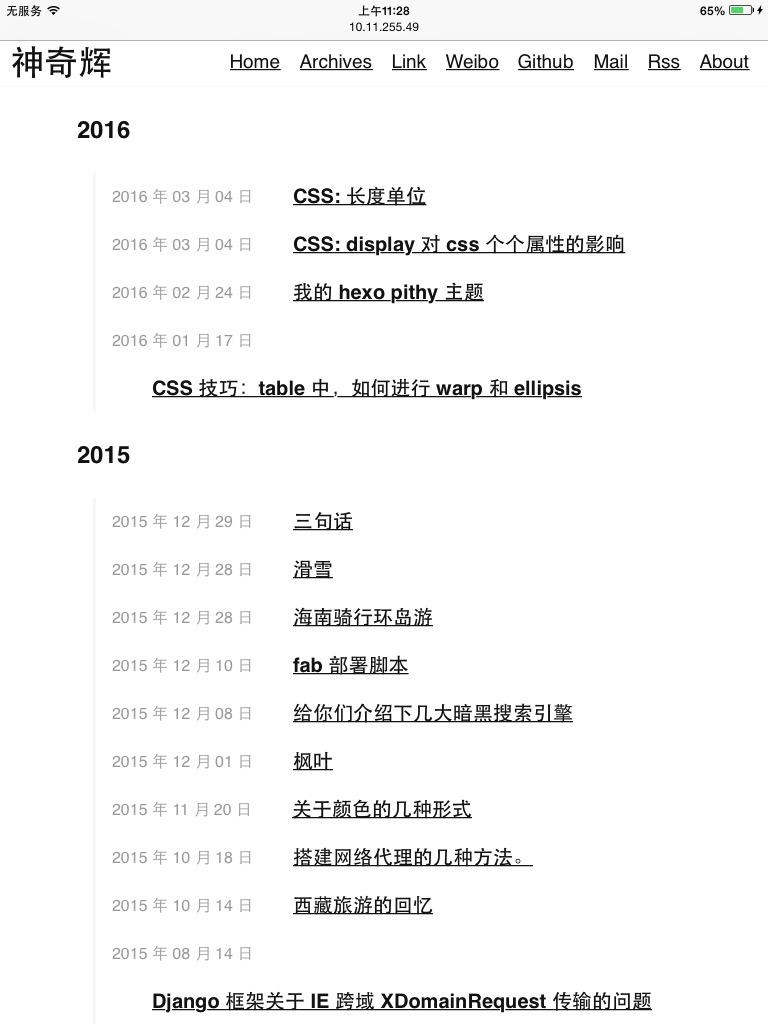 无服务 上午11:28 65%
10.11.255.49
神奇辉 Home Archives Link Weibo Github Mail Rss About
2016
2016 年 03 月 04 日 CSS: 长度单位
2016 年 03 月 04 日 CSS: display 对 css 个个属性的影响
2016 年 02 月 24 日 我的 hexo pithy 主题
2016 年 01 月 17 日
CSS 技巧：table 中，如何进行 warp 和 ellipsis
2015
2015 年 12 月 29 日 三句话
2015 年 12 月 28 日 滑雪
2015 年 12 月 28 日 海南骑行环岛游
2015 年 12 月 10 日 fab 部署脚本
2015 年 12 月 08 日 给你们介绍下几大暗黑搜索引擎
2015 年 12 月 01 日 枫叶
2015 年 11 月 20 日 关于颜色的几种形式
2015 年 10 月 18 日 搭建网络代理的几种方法。
2015 年 10 月 14 日 西藏旅游的回忆
2015 年 08 月 14 日
Django 框架关于 IE 跨域 XDomainRequest 传输的问题